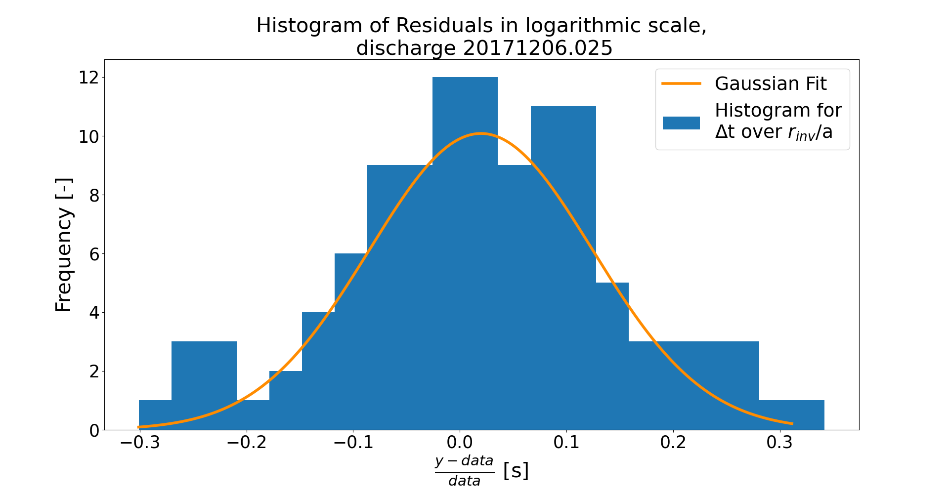 Histogram of Residuals in logarithmic scale,
discharge 20171206.025
Gaussian Fit
Histogram for
Δt over r_inv/a
Frequency [-]
12
10
8
6
4
2
0
−0.3 −0.2 −0.1 0.0 0.1 0.2 0.3
y − data
data [s]